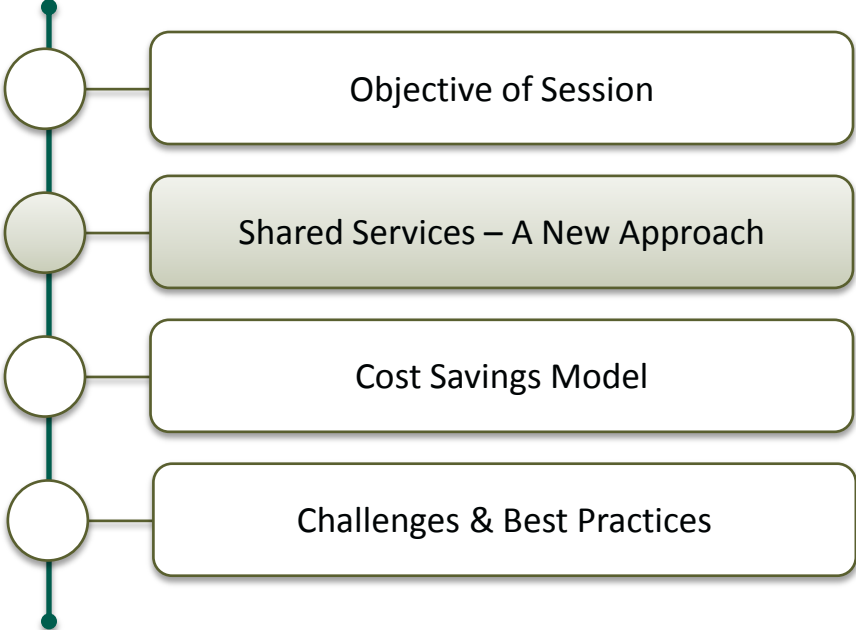 Objective of Session
Shared Services – A New Approach
Cost Savings Model
Challenges & Best Practices